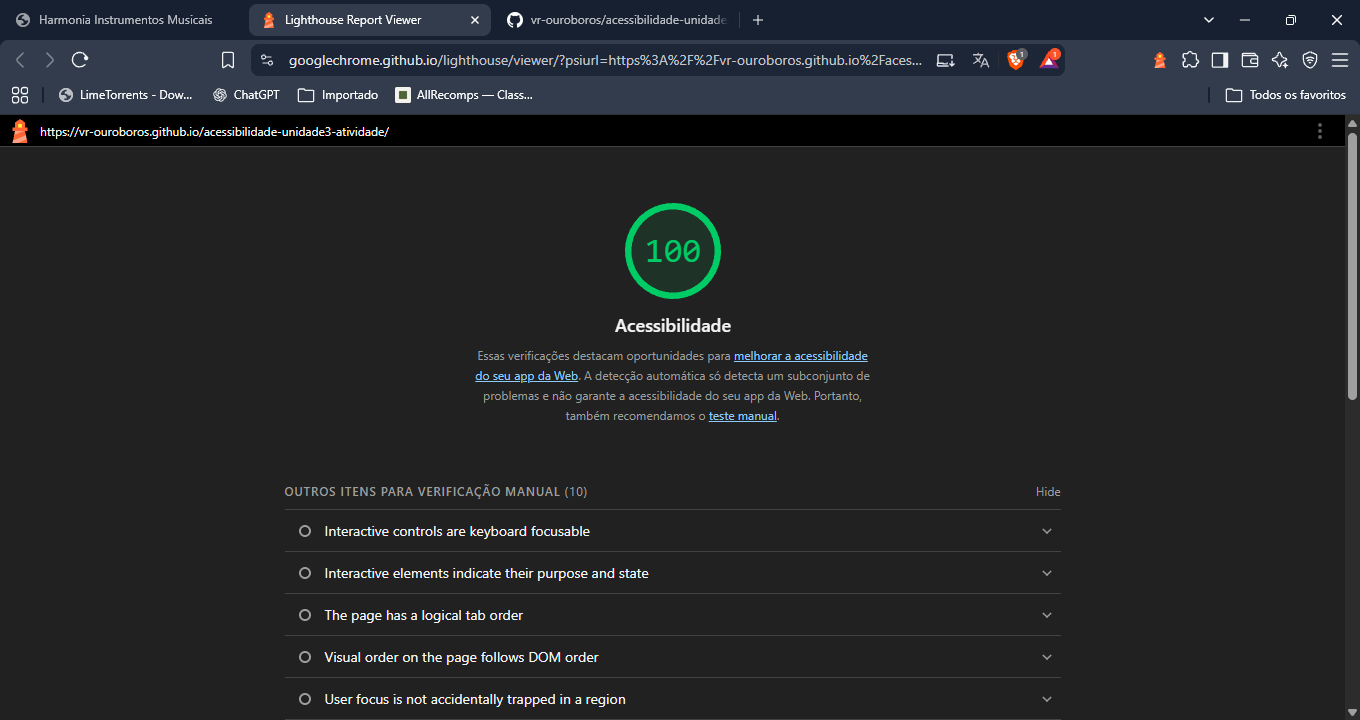 Harmonia Instrumentos Musicais
Lighthouse Report Viewer
vr-ouroboros/acessibilidade-unidade
googlechrome.github.io/lighthouse/viewer/?psiurl=https%3A%2F%2Fvr-ouroboros.github.io%2Faces...
1
1
LimeTorrents - Dow...
ChatGPT
Importado
AllRecomps — Class...
Todos os favoritos
https://vr-ouroboros.github.io/acessibilidade-unidade3-atividade/
100
Acessibilidade
Essas verificações destacam oportunidades para melhorar a acessibilidade
do seu app da Web. A detecção automática só detecta um subconjunto de
problemas e não garante a acessibilidade do seu app da Web. Portanto,
também recomendamos o teste manual.
OUTROS ITENS PARA VERIFICAÇÃO MANUAL (10)
Hide
Interactive controls are keyboard focusable
Interactive elements indicate their purpose and state
The page has a logical tab order
Visual order on the page follows DOM order
User focus is not accidentally trapped in a region